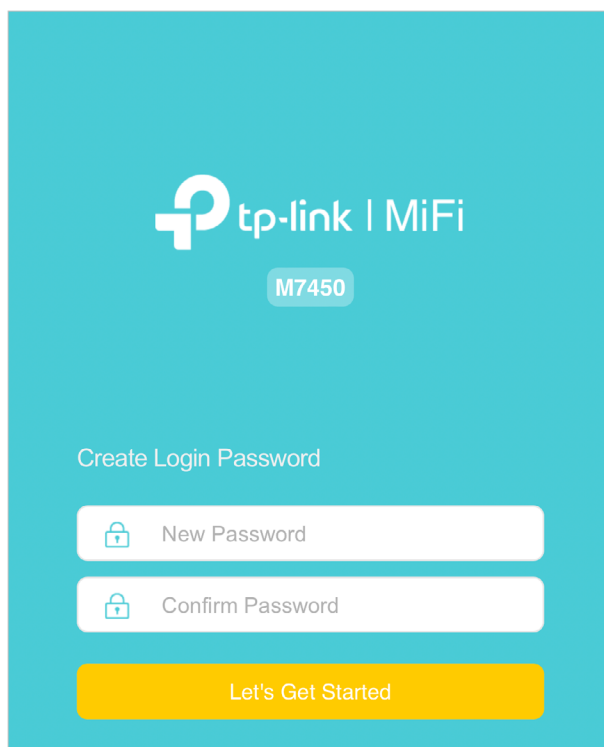 tp-link | MiFi
M7450
Create Login Password
New Password
Confirm Password
Let's Get Started